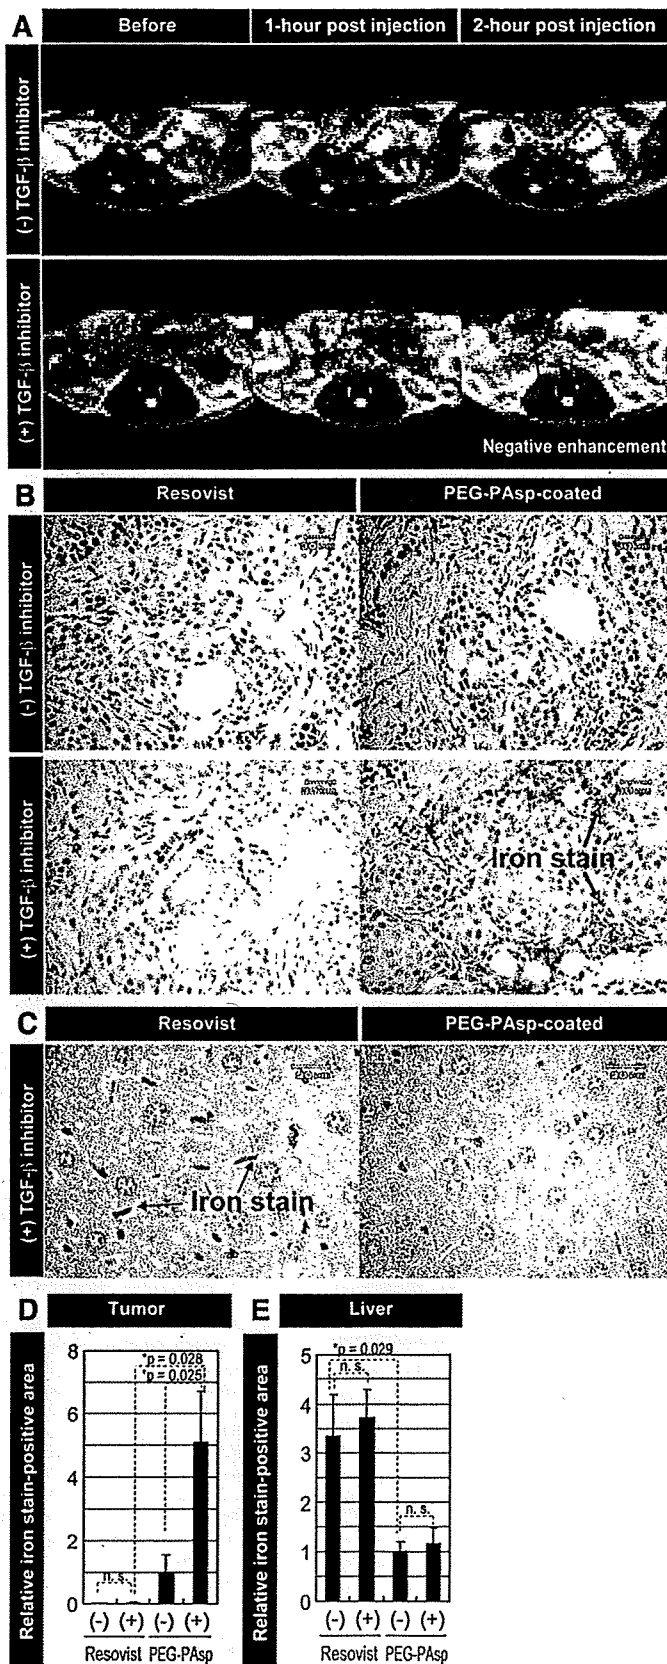 A
Before
1-hour post injection
2-hour post injection
(-) TGF-β inhibitor
(+) TGF-β inhibitor
Negative enhancement
B
Resovist
PEG-PAsp-coated
(-) TGF-β inhibitor
(+) TGF-β inhibitor
Iron stain
C
Resovist
PEG-PAsp-coated
(+) TGF-β inhibitor
Iron stain
D
Tumor
Relative iron stain-positive area
8
6
4
2
0
*p = 0.028
*p = 0.025
n. s.
(-) (+) (-) (+)
Resovist PEG-PAsp
E
Liver
Relative iron stain-positive area
5
4
3
2
1
0
*p = 0.029
n. s.
n. s.
(-) (+) (-) (+)
Resovist PEG-PAsp